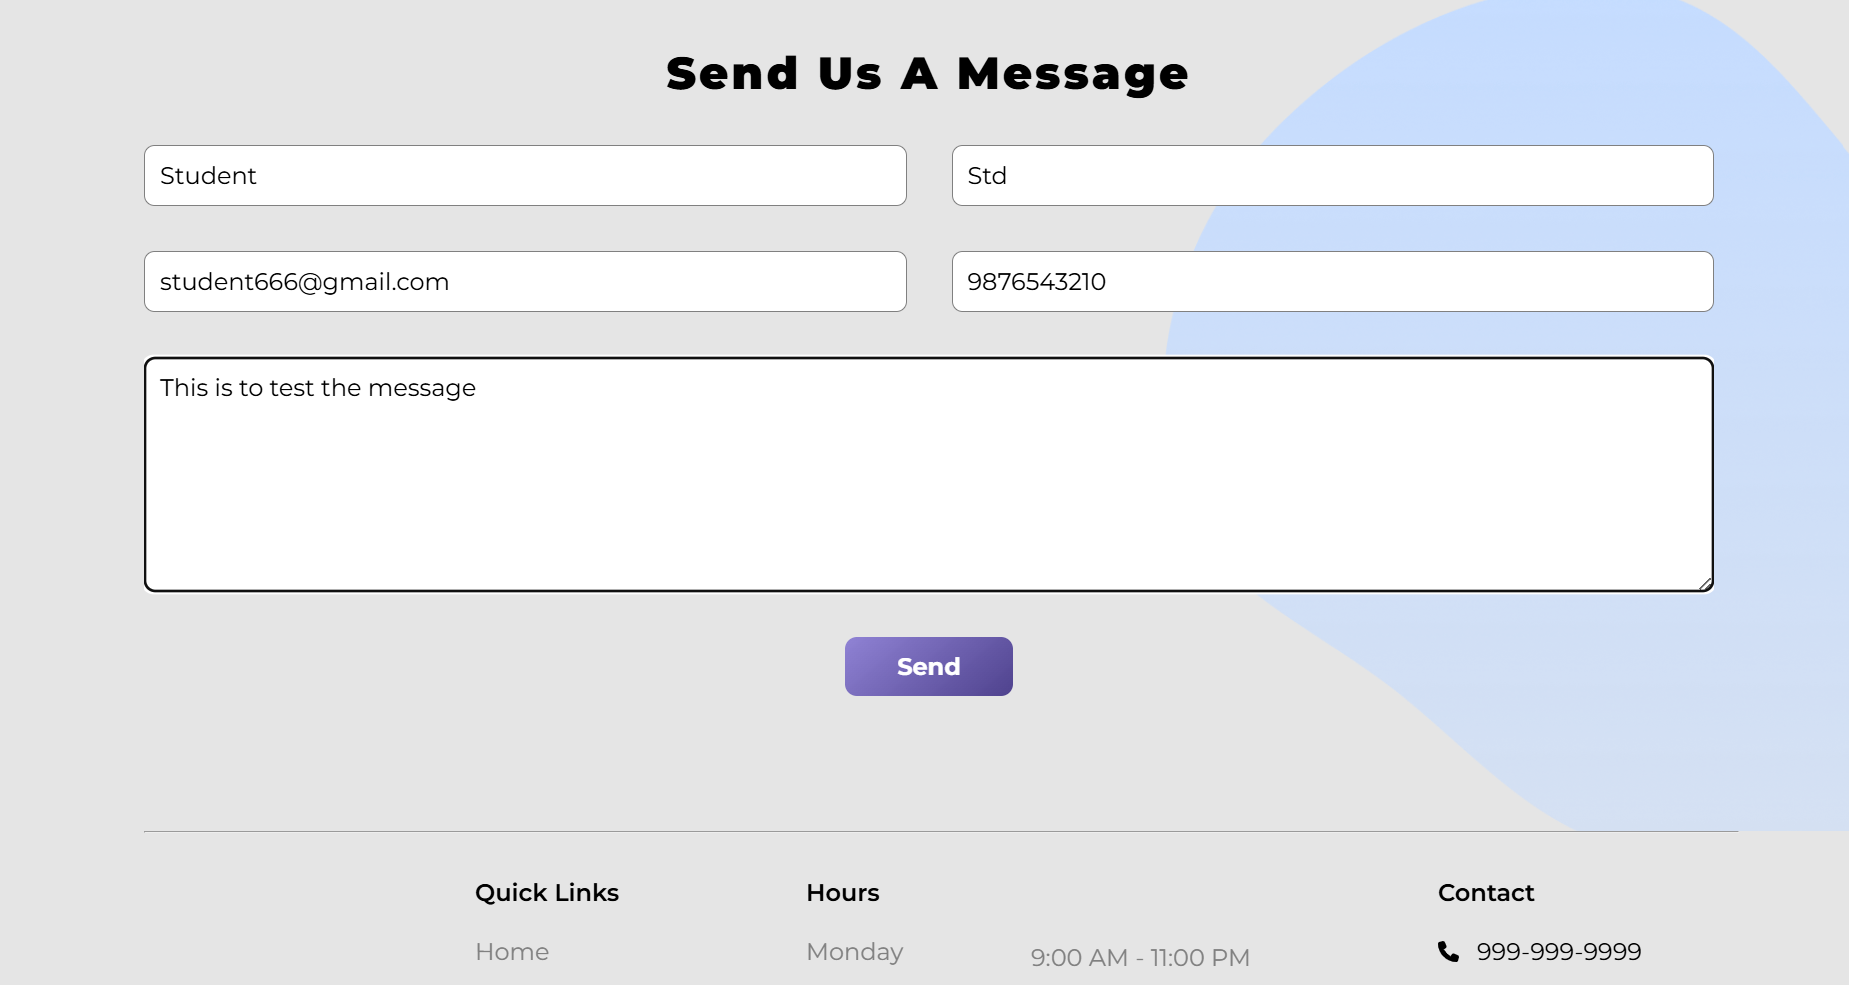 Send Us A Message
Student
Std
student666@gmail.com
9876543210
This is to test the message
Send
Quick Links
Hours
Contact
Home
Monday
9:00 AM - 11:00 PM
999-999-9999